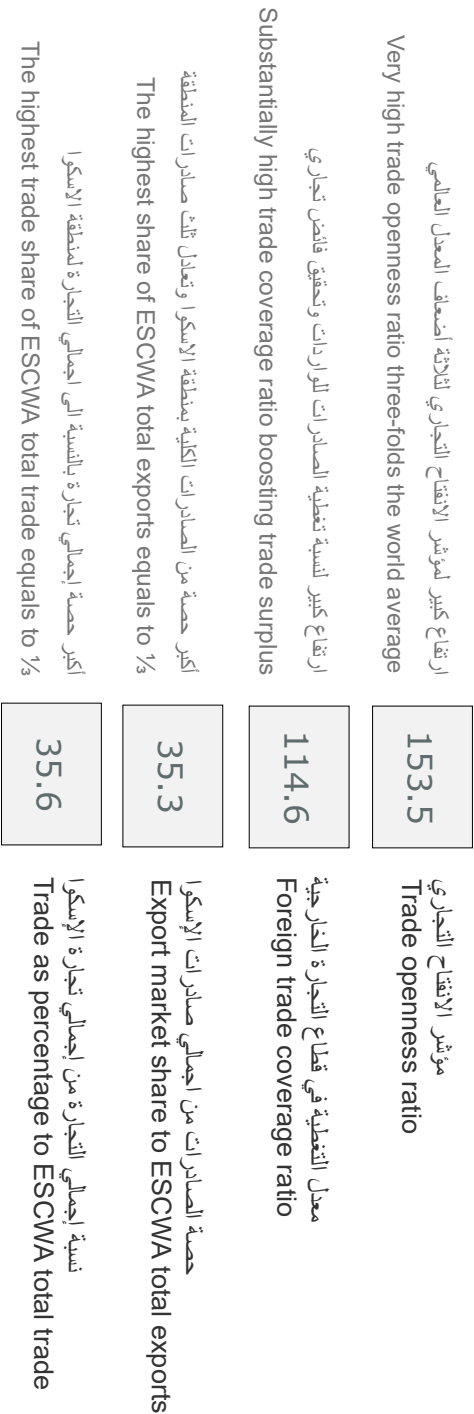 مؤشر الانفتاح التجاري
Trade openness ratio
153.5
ارتفاع كبير لمؤشر الانفتاح التجاري لثلاثة أضعاف المعدل العالمي
Very high trade openness ratio three-folds the world average
معدل التغطية في قطاع التجارة الخارجية
Foreign trade coverage ratio
114.6
ارتفاع كبير لنسبة تغطية الصادرات للواردات وتحقيق فائض تجاري
Substantially high trade coverage ratio boosting trade surplus
حصة الصادرات من اجمالي صادرات الإسكوا
Export market share to ESCWA total exports
35.3
أكبر حصة من الصادرات الكلية بمنطقة الاسكوا وتعادل ثلث صادرات المنطقة
The highest share of ESCWA total exports equals to ⅓
نسبة إجمالي التجارة من إجمالي تجارة الإسكوا
Trade as percentage to ESCWA total trade
35.6
أكبر حصة إجمالي تجارة بالنسبة الى اجمالي التجارة لمنطقة الاسكوا
The highest trade share of ESCWA total trade equals to ⅓